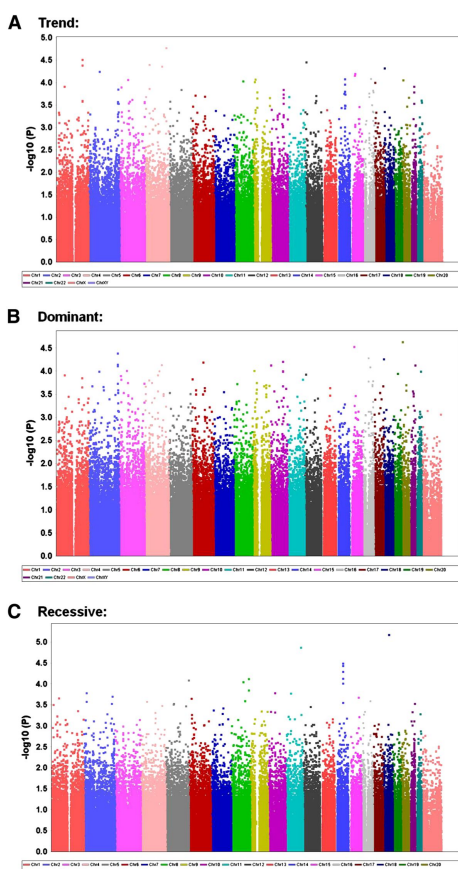 A Trend:
5.0
4.5
4.0
3.5
3.0
2.5
2.0
1.5
1.0
0.5
0.0
-log10 (P)
Chr1 Chr2 Chr3 Chr4 Chr5 Chr6 Chr7 Chr8 Chr9 Chr10 Chr11 Chr12 Chr13 Chr14 Chr15 Chr16 Chr17 Chr18 Chr19 Chr20
Chr21 Chr22 ChrX ChrXY
B Dominant:
4.5
4.0
3.5
3.0
2.5
2.0
1.5
1.0
0.5
0.0
-log10 (P)
Chr1 Chr2 Chr3 Chr4 Chr5 Chr6 Chr7 Chr8 Chr9 Chr10 Chr11 Chr12 Chr13 Chr14 Chr15 Chr16 Chr17 Chr18 Chr19 Chr20
Chr21 Chr22 ChrX ChrXY
C Recessive:
5.0
4.5
4.0
3.5
3.0
2.5
2.0
1.5
1.0
0.5
0.0
-log10 (P)
Chr1 Chr2 Chr3 Chr4 Chr5 Chr6 Chr7 Chr8 Chr9 Chr10 Chr11 Chr12 Chr13 Chr14 Chr15 Chr16 Chr17 Chr18 Chr19 Chr20